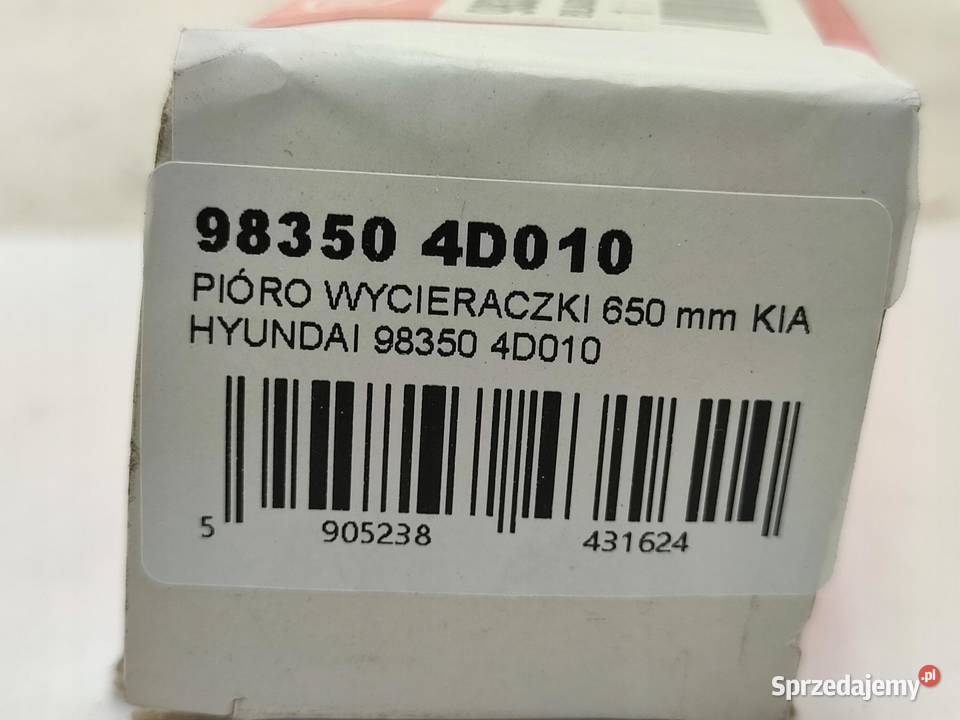 98350 4D010
PIÓRO WYCIERACZKI 650 mm KIA
HYUNDAI 98350 4D010
5 905238 431624
Sprzedajemy.pl